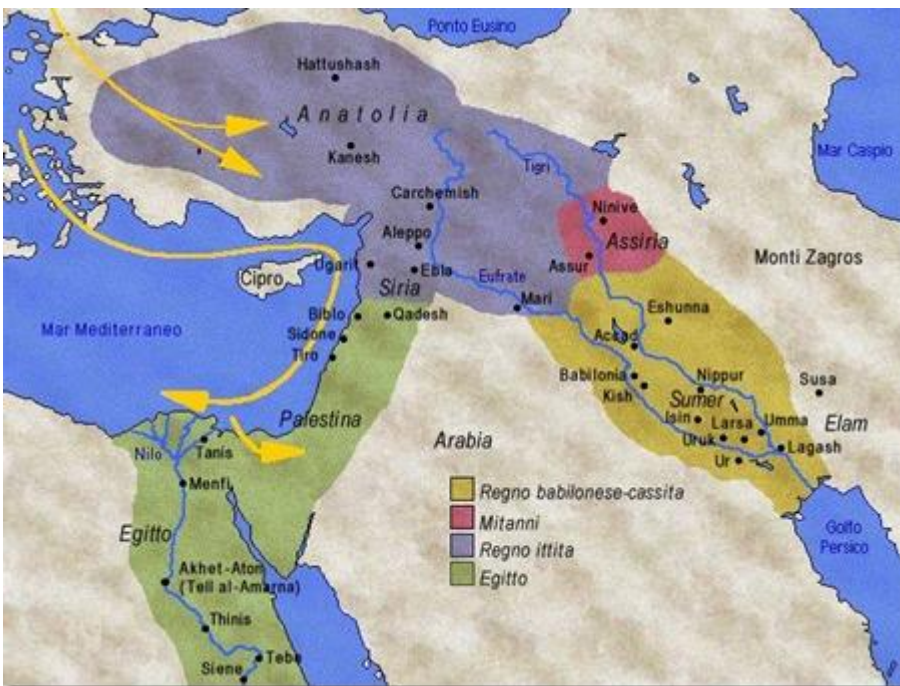 Ponto Eusino
Hattushash
Anatolia
Kanesh
Mar Caspio
Tigri
Carchemish
Ninive
Aleppo
Assiria
Monti Zagros
Assur
Ugarit
Ebla
Cipro
Eufrate
Siria
Mari
Eshunna
Biblo
Qadesh
Mar Mediterraneo
Sidone
Accad
Tiro
Babilonia
Nippur
Susa
Kish
Sumer
Palestina
Isin
Larsa
Umma
Elam
Arabia
Uruk
Lagash
Nilo
Tanis
Ur
Menfi
Regno babilonese-cassita
Mitanni
Regno ittita
Egitto
Golfo
Persico
Egitto
Akhet-Aton
(Tell al-Amarna)
Thinis
Tebe
Siene